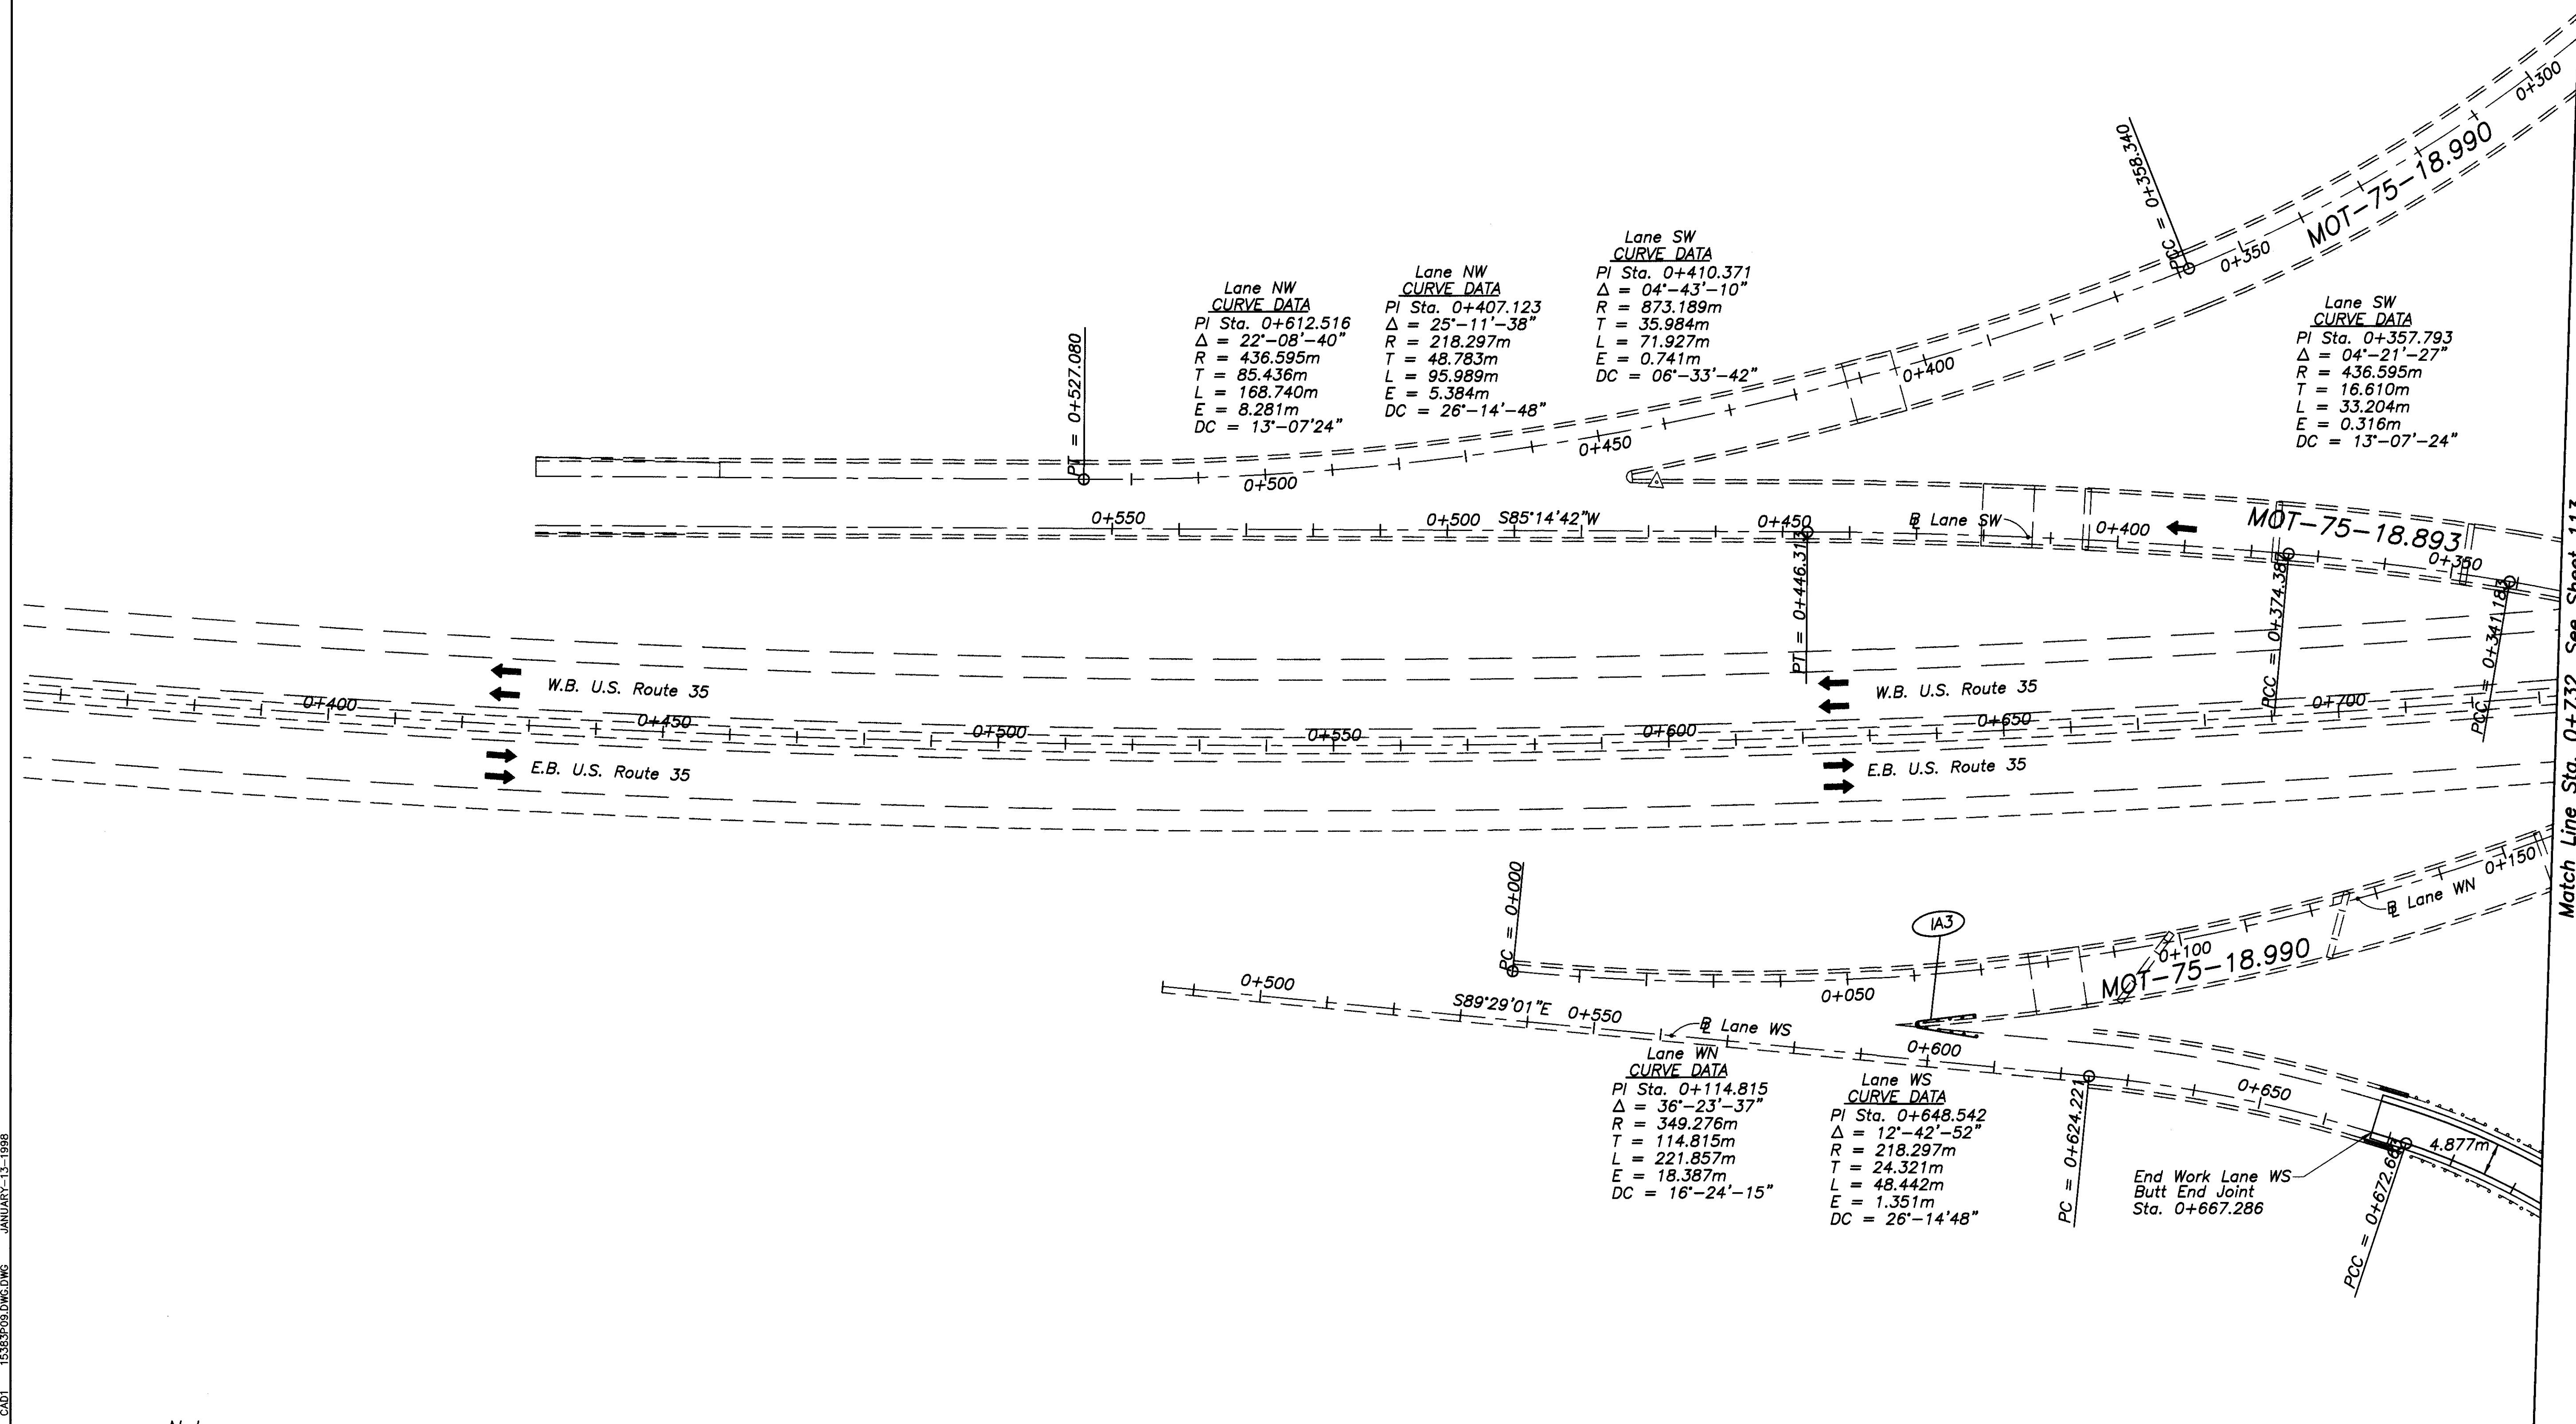 0+300
MOT-75-18.990
PCC = 0+358.340
0+350
Lane SW
CURVE DATA
PI Sta. 0+410.371
Δ = 04°-43'-10"
R = 873.189m
T = 35.984m
L = 71.927m
E = 0.741m
DC = 06°-33'-42"
Lane NW
CURVE DATA
PI Sta. 0+407.123
Δ = 25°-11'-38"
R = 218.297m
T = 48.783m
L = 95.989m
E = 5.384m
DC = 26°-14'-48"
Lane NW
CURVE DATA
PI Sta. 0+612.516
Δ = 22°-08'-40"
R = 436.595m
T = 85.436m
L = 168.740m
E = 8.281m
DC = 13°-07'24"
Lane SW
CURVE DATA
PI Sta. 0+357.793
Δ = 04°-21'-27"
R = 436.595m
T = 16.610m
L = 33.204m
E = 0.316m
DC = 13°-07'-24"
PT = 0+527.080
0+400
0+450
0+500
0+550
0+500
S85°14'42"W
0+450
B Lane SW
0+400
MOT-75-18.893
0+350
PT = 0+446.313
PCC = 0+374.387
PCC = 0+341.183
Match Line Sta. 0+732 See Sheet 113
W.B. U.S. Route 35
W.B. U.S. Route 35
0+400
0+450
0+500
0+550
0+600
0+650
0+700
E.B. U.S. Route 35
E.B. U.S. Route 35
PC = 0+000
IA3
0+150
B Lane WN
0+100
MOT-75-18.990
0+050
0+500
S89°29'01"E
0+550
B Lane WS
0+600
0+650
Lane WN
CURVE DATA
PI Sta. 0+114.815
Δ = 36°-23'-37"
R = 349.276m
T = 114.815m
L = 221.857m
E = 18.387m
DC = 16°-24'-15"
Lane WS
CURVE DATA
PI Sta. 0+648.542
Δ = 12°-42'-52"
R = 218.297m
T = 24.321m
L = 48.442m
E = 1.351m
DC = 26°-14'48"
PC = 0+624.221
4.877m
End Work Lane WS
Butt End Joint
Sta. 0+667.286
PCC = 0+672.663
CAD1 15383P09.DWG.DWG JANUARY-13-1998